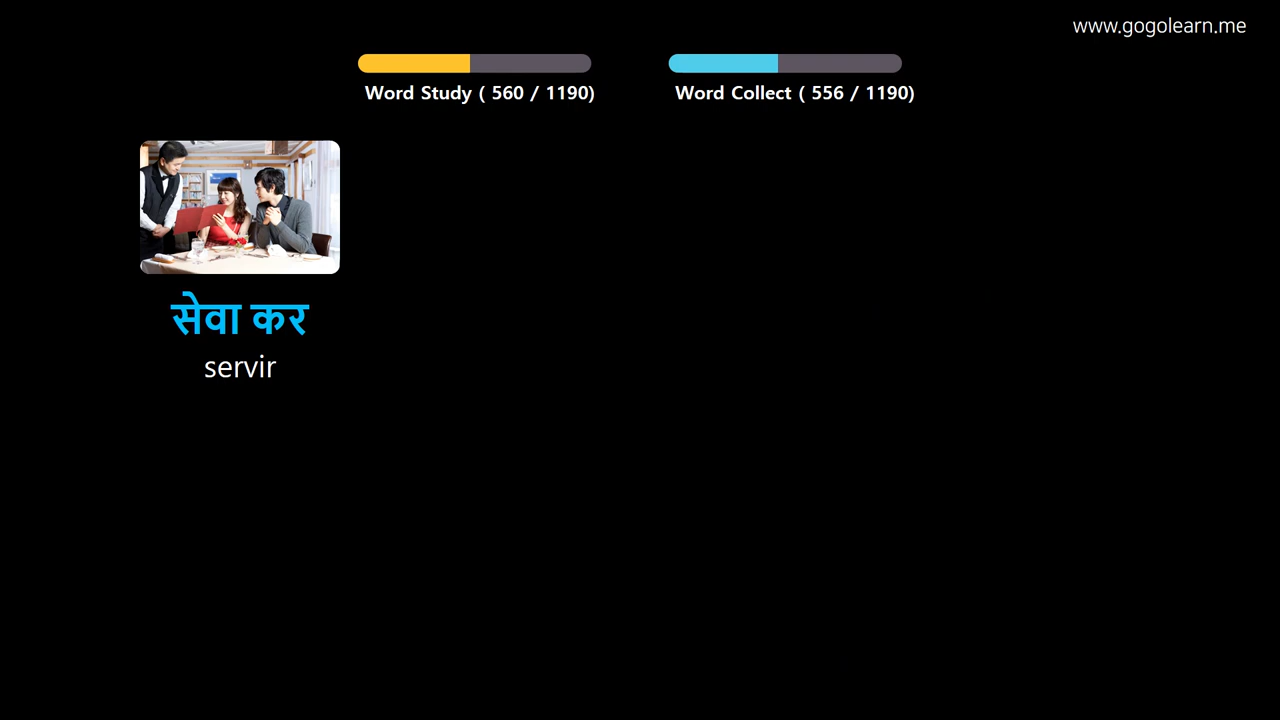 www.gogolearn.me
Word Study ( 560 / 1190)
Word Collect ( 556 / 1190)
सेवा कर
servir